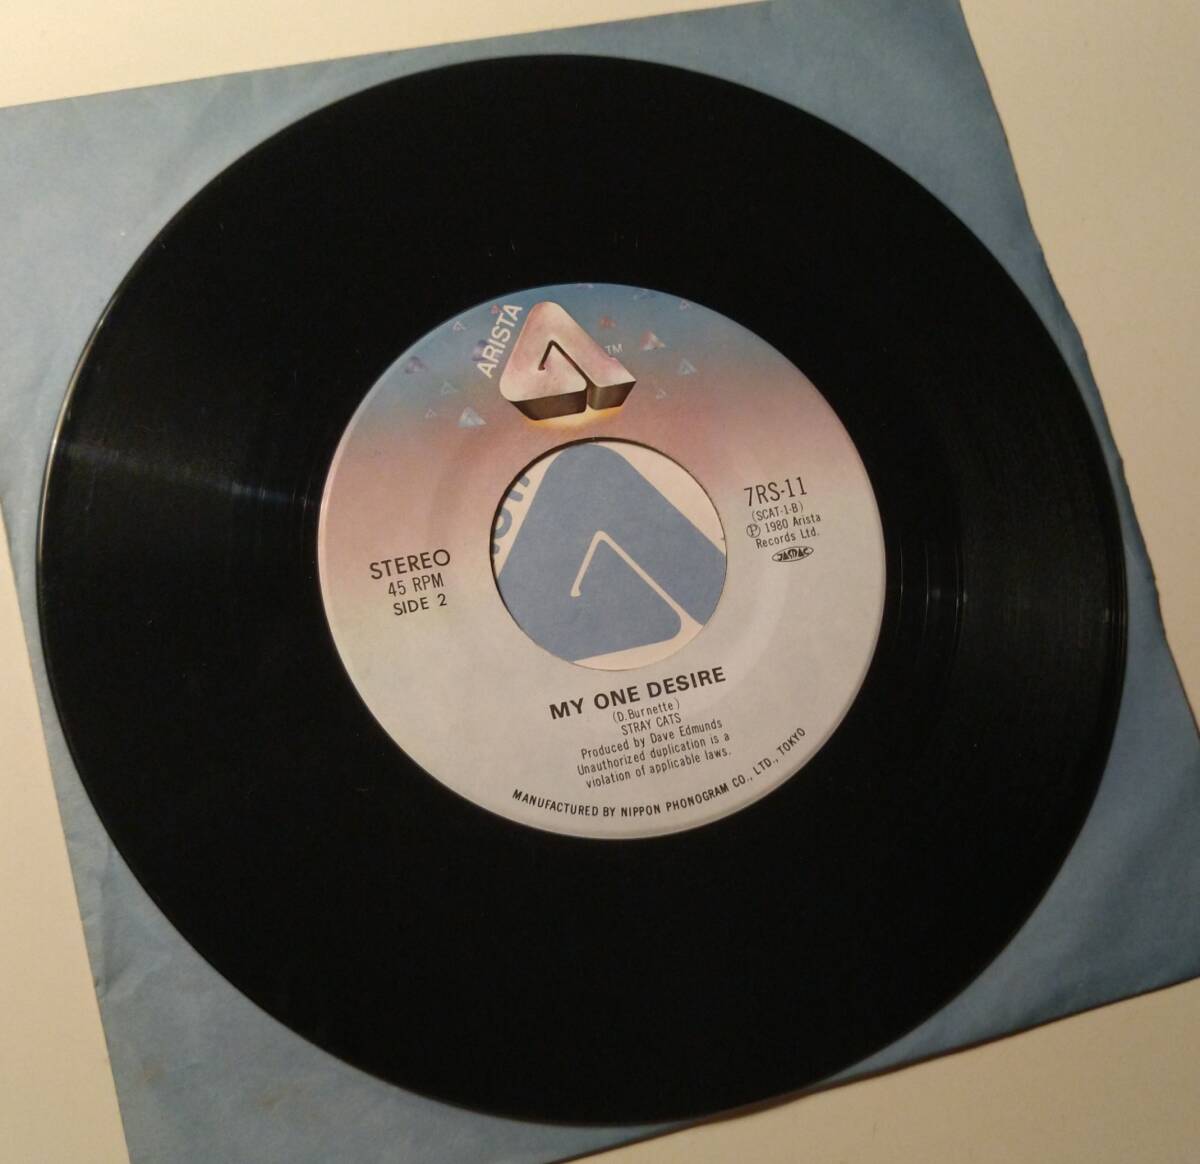 ARISTA
TM
7RS-11
(SCAT-1-B)
Ⓟ 1980 Arista
Records Ltd.
JASRAC
STEREO
45 RPM
SIDE 2
MY ONE DESIRE
(D.Burnette)
STRAY CATS
Produced by Dave Edmunds
Unauthorized duplication is a
violation of applicable laws.
MANUFACTURED BY NIPPON PHONOGRAM CO., LTD., TOKYO